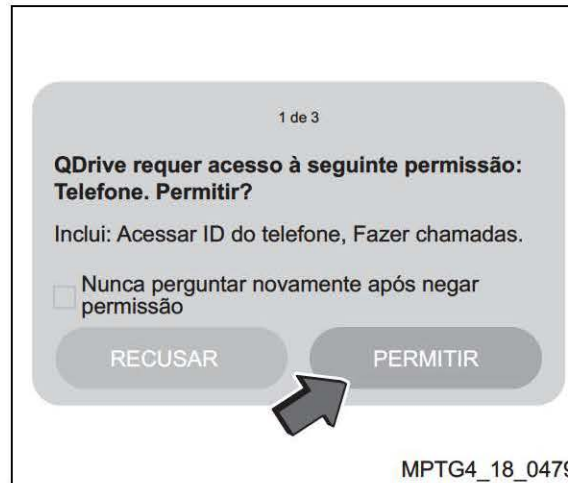 1 de 3
QDrive requer acesso à seguinte permissão:
Telefone. Permitir?
Inclui: Acessar ID do telefone, Fazer chamadas.
Nunca perguntar novamente após negar
permissão
RECUSAR PERMITIR
MPTG4_18_0479